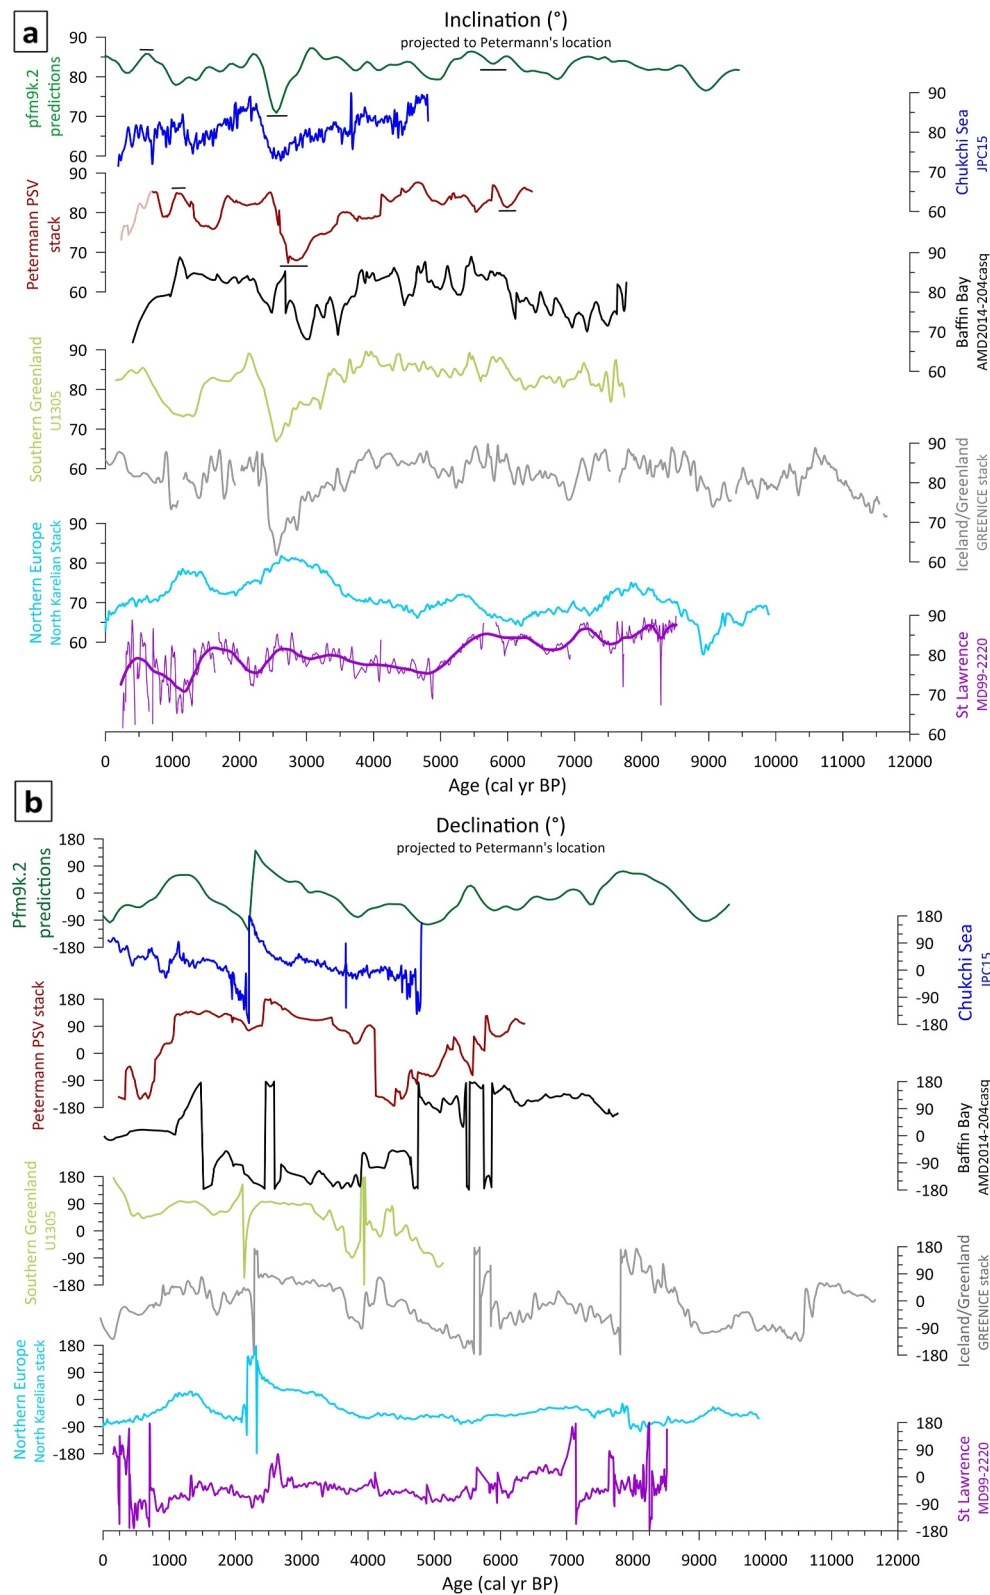 a
Inclination (°)
projected to Petermann's location
pfm9k.2
predictions
90
80
70
60
Chukchi Sea
JPC15
90
80
70
60
Petermann PSV
stack
90
80
70
60
Baffin Bay
AMD2014-204casq
90
80
70
60
Southern Greenland
U1305
90
80
70
60
Iceland/Greenland
GREENICE stack
90
80
70
60
Northern Europe
North Karelian Stack
90
80
70
60
St Lawrence
MD99-2220
90
80
70
60
0 1000 2000 3000 4000 5000 6000 7000 8000 9000 10000 11000 12000
Age (cal yr BP)
b
Declination (°)
projected to Petermann's location
Pfm9k.2
predictions
180
90
0
-90
-180
Chukchi Sea
JPC15
180
90
0
-90
-180
Petermann PSV stack
180
90
0
-90
-180
Baffin Bay
AMD2014-204casq
180
90
0
-90
-180
Southern Greenland
U1305
180
90
0
-90
-180
Iceland/Greenland
GREENICE stack
180
90
0
-90
-180
Northern Europe
North Karelian stack
180
90
0
-90
-180
St Lawrence
MD99-2220
180
90
0
-90
-180
0 1000 2000 3000 4000 5000 6000 7000 8000 9000 10000 11000 12000
Age (cal yr BP)